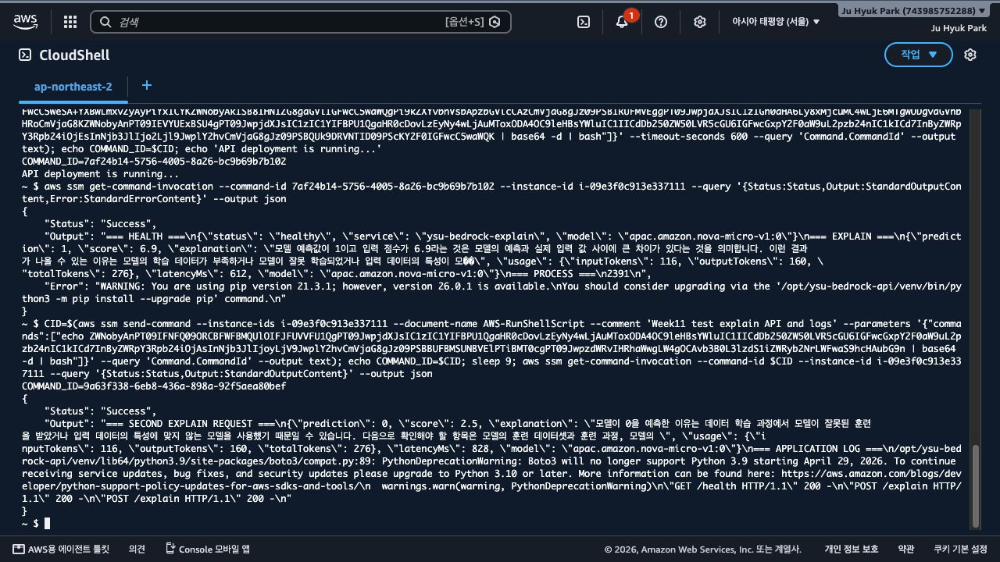 aws
검색
[옵션+S]
1
아시아 태평양 (서울) ▼
Ju Hyuk Park (743985752288) ▼
Ju Hyuk Park
CloudShell
작업 ▼
ap-northeast-2
+
text); echo COMMAND_ID=$CID; echo 'API deployment is running...'
COMMAND_ID=7af24b14-5756-4005-8a26-bc9b69b7b102
API deployment is running...
~ $ aws ssm get-command-invocation --command-id 7af24b14-5756-4005-8a26-bc9b69b7b102 --instance-id i-09e3f0c913e337111 --query '{Status:Status,Output:StandardOutputCon
tent,Error:StandardErrorContent}' --output json
{
"Status": "Success",
"Output": "=== HEALTH ===\n{\"status\": \"healthy\", \"service\": \"ysu-bedrock-explain\", \"model\": \"apac.amazon.nova-micro-v1:0\"}\n=== EXPLAIN ===\n{\"predict
ion\": 1, \"score\": 6.9, \"explanation\": \"모델 예측값이 1이고 입력 점수가 6.9라는 것은 모델의 예측과 실제 입력 값 사이에 큰 차이가 있다는 것을 의미합니다. 이런 결과
가 나올 수 있는 이유는 모델의 학습 데이터가 부족하거나 모델이 잘못 학습되었거나 입력 데이터의 특성이 모��\", \"usage\": {\"inputTokens\": 116, \"outputTokens\": 160, \
"totalTokens\": 276}, \"latencyMs\": 612, \"model\": \"apac.amazon.nova-micro-v1:0\"}\n=== PROCESS ===\n2391\n",
"Error": "WARNING: You are using pip version 21.3.1; however, version 26.0.1 is available.\nYou should consider upgrading via the '/opt/ysu-bedrock-api/venv/bin/py
thon3 -m pip install --upgrade pip' command.\n"
}
~ $ CID=$(aws ssm send-command --instance-ids i-09e3f0c913e337111 --document-name AWS-RunShellScript --comment 'Week11 test explain API and logs' --parameters '{"comma
-d | bash"]}' --query 'Command.CommandId' --output text); echo COMMAND_ID=$CID; sleep 9; aws ssm get-command-invocation --command-id $CID --instance-id i-09e3f0c913e33
7111 --query '{Status:Status,Output:StandardOutputContent}' --output json
COMMAND_ID=9a63f338-6eb8-436a-898a-92f5aea80bef
{
"Status": "Success",
"Output": "=== SECOND EXPLAIN REQUEST ===\n{\"prediction\": 0, \"score\": 2.5, \"explanation\": \"모델이 0을 예측한 이유는 데이터 학습 과정에서 모델이 잘못된 훈련
을 받았거나 입력 데이터의 특성에 맞지 않는 모델을 사용했기 때문일 수 있습니다. 다음으로 확인해야 할 항목은 모델의 훈련 데이터셋과 훈련 과정, 모델의 \", \"usage\": {\"i
nputTokens\": 116, \"outputTokens\": 160, \"totalTokens\": 276}, \"latencyMs\": 828, \"model\": \"apac.amazon.nova-micro-v1:0\"}\n=== APPLICATION LOG ===\n/opt/ysu-bed
rock-api/venv/lib64/python3.9/site-packages/boto3/compat.py:89: PythonDeprecationWarning: Boto3 will no longer support Python 3.9 starting April 29, 2026. To continue
receiving service updates, bug fixes, and security updates please upgrade to Python 3.10 or later. More information can be found here: https://aws.amazon.com/blogs/dev
eloper/python-support-policy-updates-for-aws-sdks-and-tools/\n  warnings.warn(warning, PythonDeprecationWarning)\n\"GET /health HTTP/1.1\" 200 -\n\"POST /explain HTTP/
1.1\" 200 -\n\"POST /explain HTTP/1.1\" 200 -\n"
}
~ $
AWS용 에이전트 툴킷
의견
Console 모바일 앱
© 2026, Amazon Web Services, Inc. 또는 계열사.
개인 정보 보호
약관
쿠키 기본 설정